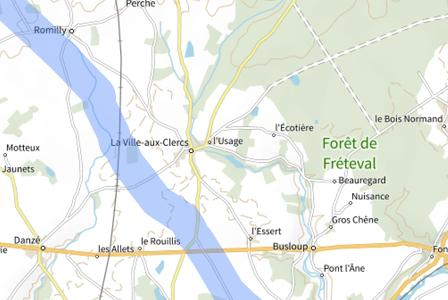 Perche
Romilly
le Bois Normand
l'Écotière
La Ville-aux-Clercs
l'Usage
Forêt de
Fréteval
Motteux
Jaunets
Beauregard
Nuisance
Gros Chêne
l'Essert
Danzé
le Rouillis
les Allets
Busloup
Fon
Pont l'Âne